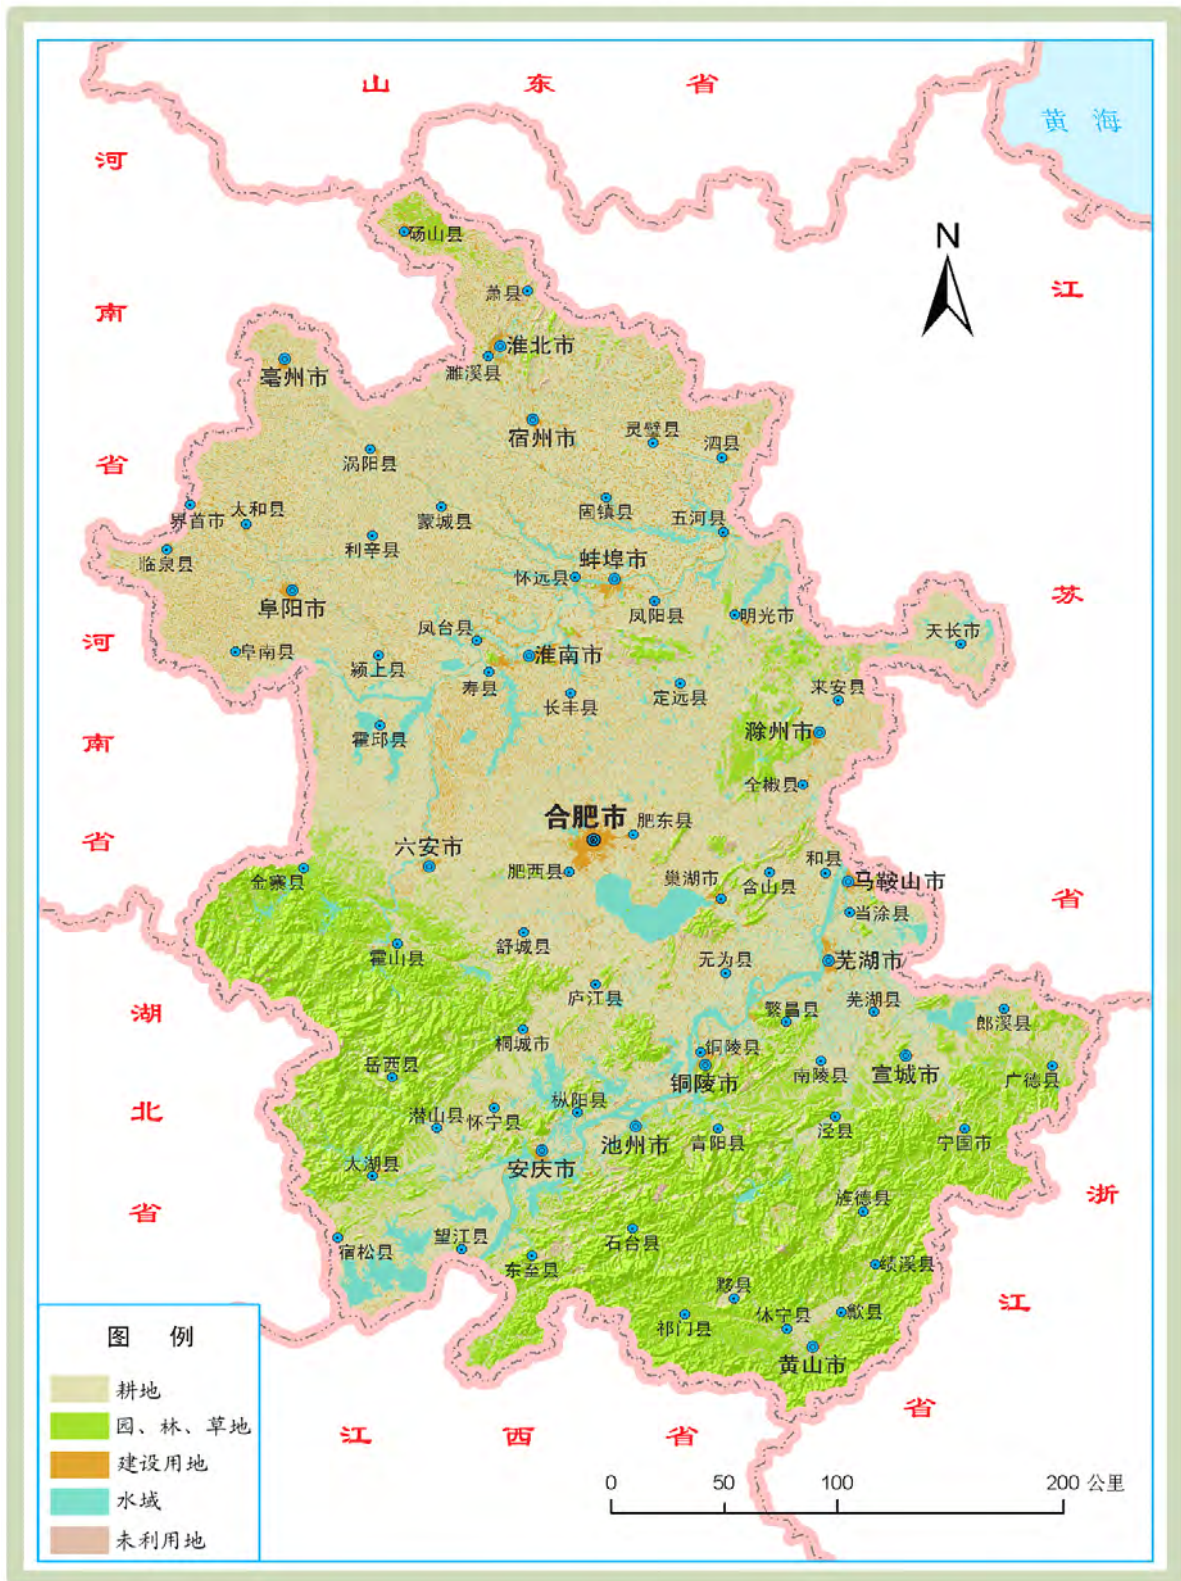 山东省
黄海
河
南
省
河
南
省
江
苏
省
湖
北
省
浙
江
省
江西省
N
砀山县
萧县
淮北市
濉溪县
亳州市
宿州市
灵璧县
泗县
涡阳县
界首市
太和县
蒙城县
固镇县
五河县
临泉县
利辛县
怀远县
蚌埠市
阜阳市
凤阳县
明光市
凤台县
天长市
阜南县
颍上县
寿县
淮南市
长丰县
定远县
来安县
霍邱县
滁州市
全椒县
合肥市
肥东县
六安市
肥西县
巢湖市
含山县
和县
马鞍山市
金寨县
当涂县
霍山县
舒城县
无为县
芜湖市
庐江县
繁昌县
芜湖县
郎溪县
桐城市
铜陵县
铜陵市
南陵县
宣城市
广德县
岳西县
潜山县
怀宁县
枞阳县
池州市
青阳县
泾县
宁国市
太湖县
安庆市
旌德县
宿松县
望江县
东至县
石台县
绩溪县
黟县
祁门县
休宁县
歙县
黄山市
图例
耕地
园、林、草地
建设用地
水域
未利用地
0 50 100 200 公里